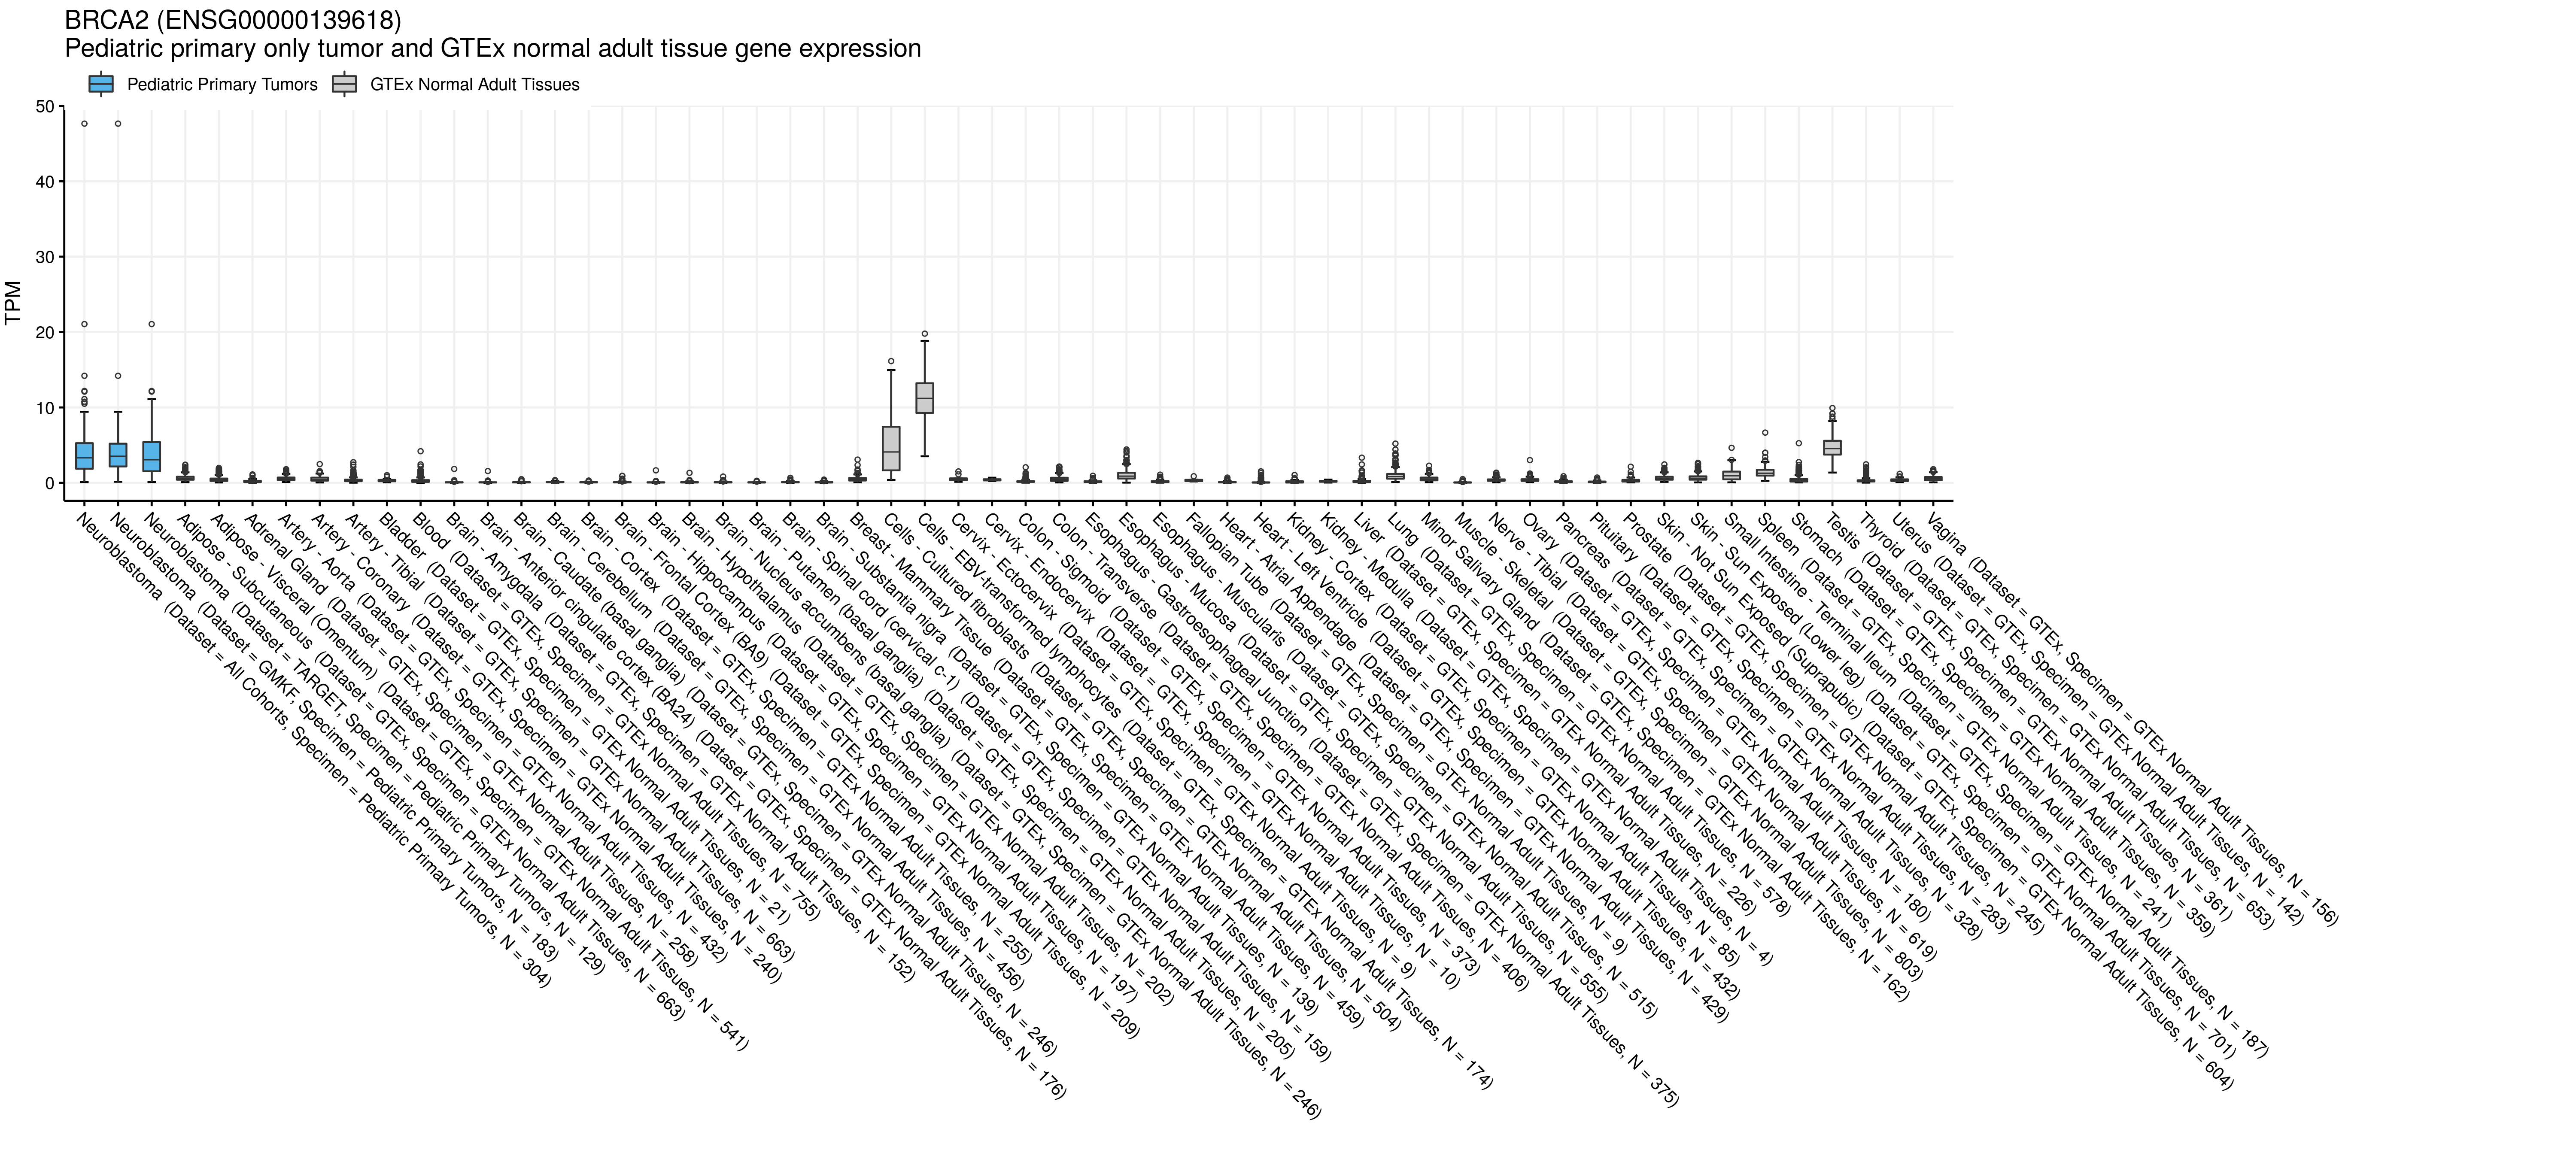 BRCA2 (ENSG00000139618)
Pediatric primary only tumor and GTEx normal adult tissue gene expression
Pediatric Primary Tumors
GTEx Normal Adult Tissues
TPM
50
40
30
20
10
0
Neuroblastoma (Dataset = All Cohorts, Specimen = Pediatric Primary Tumors, N = 304)
Neuroblastoma (Dataset = GMKF, Specimen = Pediatric Primary Tumors, N = 183)
Neuroblastoma (Dataset = TARGET, Specimen = Pediatric Primary Tumors, N = 129)
Adipose - Subcutaneous (Dataset = GTEx, Specimen = GTEx Normal Adult Tissues, N = 663)
Adipose - Visceral (Omentum) (Dataset = GTEx, Specimen = GTEx Normal Adult Tissues, N = 541)
Adrenal Gland (Dataset = GTEx, Specimen = GTEx Normal Adult Tissues, N = 258)
Artery - Aorta (Dataset = GTEx, Specimen = GTEx Normal Adult Tissues, N = 432)
Artery - Coronary (Dataset = GTEx, Specimen = GTEx Normal Adult Tissues, N = 240)
Artery - Tibial (Dataset = GTEx, Specimen = GTEx Normal Adult Tissues, N = 663)
Bladder (Dataset = GTEx, Specimen = GTEx Normal Adult Tissues, N = 21)
Blood (Dataset = GTEx, Specimen = GTEx Normal Adult Tissues, N = 755)
Brain - Amygdala (Dataset = GTEx, Specimen = GTEx Normal Adult Tissues, N = 152)
Brain - Anterior cingulate cortex (BA24) (Dataset = GTEx, Specimen = GTEx Normal Adult Tissues, N = 176)
Brain - Caudate (basal ganglia) (Dataset = GTEx, Specimen = GTEx Normal Adult Tissues, N = 246)
Brain - Cerebellum (Dataset = GTEx, Specimen = GTEx Normal Adult Tissues, N = 456)
Brain - Cortex (Dataset = GTEx, Specimen = GTEx Normal Adult Tissues, N = 255)
Brain - Frontal Cortex (BA9) (Dataset = GTEx, Specimen = GTEx Normal Adult Tissues, N = 209)
Brain - Hippocampus (Dataset = GTEx, Specimen = GTEx Normal Adult Tissues, N = 197)
Brain - Hypothalamus (Dataset = GTEx, Specimen = GTEx Normal Adult Tissues, N = 202)
Brain - Nucleus accumbens (basal ganglia) (Dataset = GTEx, Specimen = GTEx Normal Adult Tissues, N = 246)
Brain - Putamen (basal ganglia) (Dataset = GTEx, Specimen = GTEx Normal Adult Tissues, N = 205)
Brain - Spinal cord (cervical c-1) (Dataset = GTEx, Specimen = GTEx Normal Adult Tissues, N = 159)
Brain - Substantia nigra (Dataset = GTEx, Specimen = GTEx Normal Adult Tissues, N = 139)
Breast - Mammary Tissue (Dataset = GTEx, Specimen = GTEx Normal Adult Tissues, N = 459)
Cells - Cultured fibroblasts (Dataset = GTEx, Specimen = GTEx Normal Adult Tissues, N = 504)
Cells - EBV-transformed lymphocytes (Dataset = GTEx, Specimen = GTEx Normal Adult Tissues, N = 174)
Cervix - Ectocervix (Dataset = GTEx, Specimen = GTEx Normal Adult Tissues, N = 9)
Cervix - Endocervix (Dataset = GTEx, Specimen = GTEx Normal Adult Tissues, N = 10)
Colon - Sigmoid (Dataset = GTEx, Specimen = GTEx Normal Adult Tissues, N = 373)
Colon - Transverse (Dataset = GTEx, Specimen = GTEx Normal Adult Tissues, N = 406)
Esophagus - Gastroesophageal Junction (Dataset = GTEx, Specimen = GTEx Normal Adult Tissues, N = 375)
Esophagus - Mucosa (Dataset = GTEx, Specimen = GTEx Normal Adult Tissues, N = 555)
Esophagus - Muscularis (Dataset = GTEx, Specimen = GTEx Normal Adult Tissues, N = 515)
Fallopian Tube (Dataset = GTEx, Specimen = GTEx Normal Adult Tissues, N = 9)
Heart - Atrial Appendage (Dataset = GTEx, Specimen = GTEx Normal Adult Tissues, N = 429)
Heart - Left Ventricle (Dataset = GTEx, Specimen = GTEx Normal Adult Tissues, N = 432)
Kidney - Cortex (Dataset = GTEx, Specimen = GTEx Normal Adult Tissues, N = 85)
Kidney - Medulla (Dataset = GTEx, Specimen = GTEx Normal Adult Tissues, N = 4)
Liver (Dataset = GTEx, Specimen = GTEx Normal Adult Tissues, N = 226)
Lung (Dataset = GTEx, Specimen = GTEx Normal Adult Tissues, N = 578)
Minor Salivary Gland (Dataset = GTEx, Specimen = GTEx Normal Adult Tissues, N = 162)
Muscle - Skeletal (Dataset = GTEx, Specimen = GTEx Normal Adult Tissues, N = 803)
Nerve - Tibial (Dataset = GTEx, Specimen = GTEx Normal Adult Tissues, N = 619)
Ovary (Dataset = GTEx, Specimen = GTEx Normal Adult Tissues, N = 180)
Pancreas (Dataset = GTEx, Specimen = GTEx Normal Adult Tissues, N = 328)
Pituitary (Dataset = GTEx, Specimen = GTEx Normal Adult Tissues, N = 283)
Prostate (Dataset = GTEx, Specimen = GTEx Normal Adult Tissues, N = 245)
Skin - Not Sun Exposed (Suprapubic) (Dataset = GTEx, Specimen = GTEx Normal Adult Tissues, N = 604)
Skin - Sun Exposed (Lower leg) (Dataset = GTEx, Specimen = GTEx Normal Adult Tissues, N = 701)
Small Intestine - Terminal Ileum (Dataset = GTEx, Specimen = GTEx Normal Adult Tissues, N = 187)
Spleen (Dataset = GTEx, Specimen = GTEx Normal Adult Tissues, N = 241)
Stomach (Dataset = GTEx, Specimen = GTEx Normal Adult Tissues, N = 359)
Testis (Dataset = GTEx, Specimen = GTEx Normal Adult Tissues, N = 361)
Thyroid (Dataset = GTEx, Specimen = GTEx Normal Adult Tissues, N = 653)
Uterus (Dataset = GTEx, Specimen = GTEx Normal Adult Tissues, N = 142)
Vagina (Dataset = GTEx, Specimen = GTEx Normal Adult Tissues, N = 156)